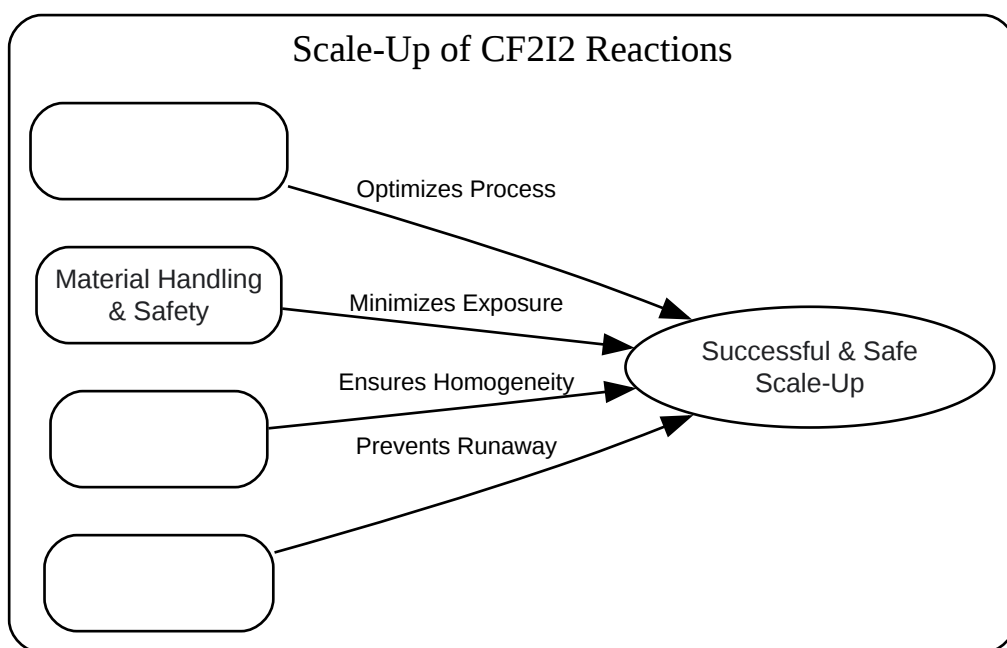 Scale-Up of CF2I2 Reactions
Optimizes Process
Material Handling
& Safety
Minimizes Exposure
Successful & Safe
Scale-Up
Ensures Homogeneity
Prevents Runaway